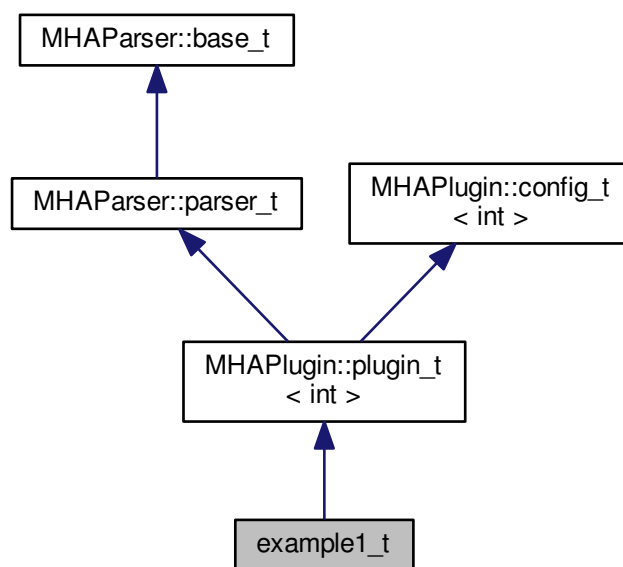 MHAParser::base_t
MHAParser::parser_t
MHAPlugin::config_t
< int >
MHAPlugin::plugin_t
< int >
example1_t